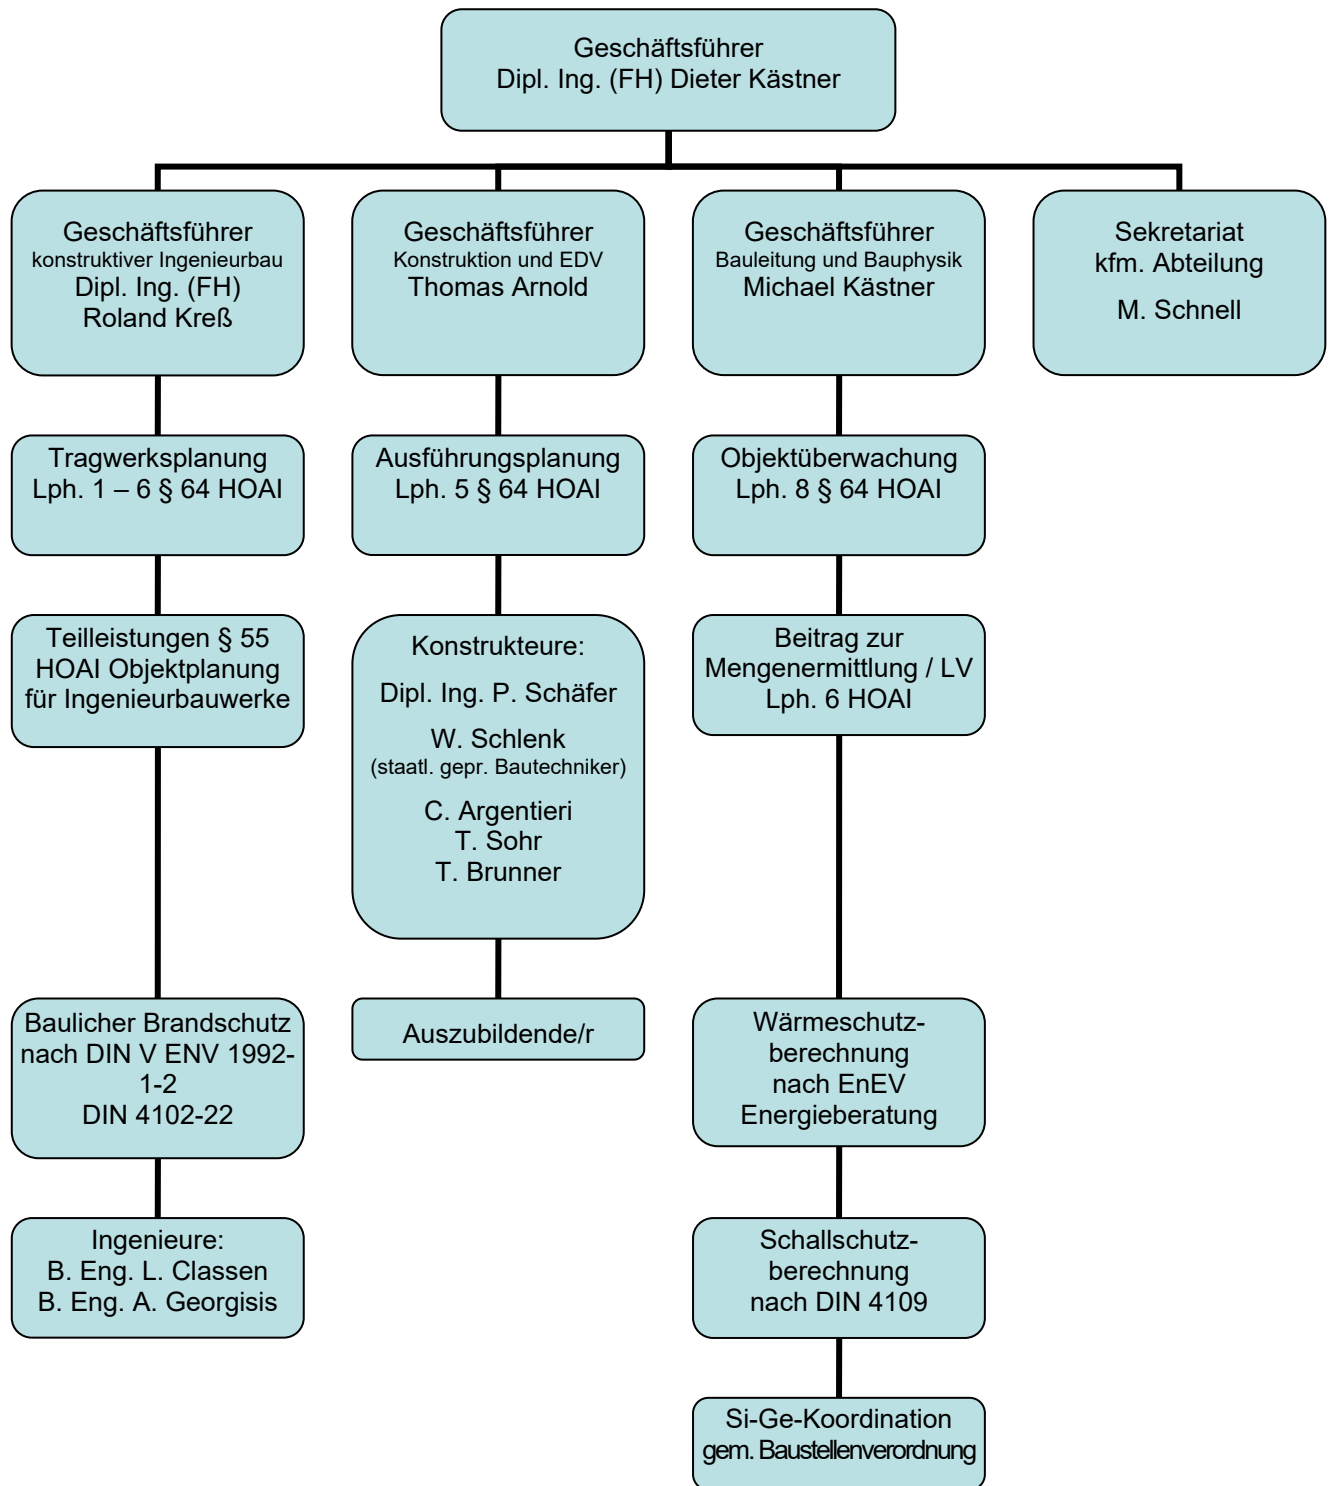 Geschäftsführer
Dipl. Ing. (FH) Dieter Kästner
Geschäftsführer
konstruktiver Ingenieurbau
Dipl. Ing. (FH)
Roland Kreß
Geschäftsführer
Konstruktion und EDV
Thomas Arnold
Geschäftsführer
Bauleitung und Bauphysik
Michael Kästner
Sekretariat
kfm. Abteilung
M. Schnell
Tragwerksplanung
Lph. 1 – 6 § 64 HOAI
Ausführungsplanung
Lph. 5 § 64 HOAI
Objektüberwachung
Lph. 8 § 64 HOAI
Teilleistungen § 55
HOAI Objektplanung
für Ingenieurbauwerke
Konstrukteure:
Dipl. Ing. P. Schäfer
W. Schlenk
(staatl. gepr. Bautechniker)
C. Argentieri
T. Sohr
T. Brunner
Beitrag zur
Mengenermittlung / LV
Lph. 6 HOAI
Baulicher Brandschutz
nach DIN V ENV 1992-
1-2
DIN 4102-22
Auszubildende/r
Wärmeschutz-
berechnung
nach EnEV
Energieberatung
Ingenieure:
B. Eng. L. Classen
B. Eng. A. Georgisis
Schallschutz-
berechnung
nach DIN 4109
Si-Ge-Koordination
gem. Baustellenverordnung